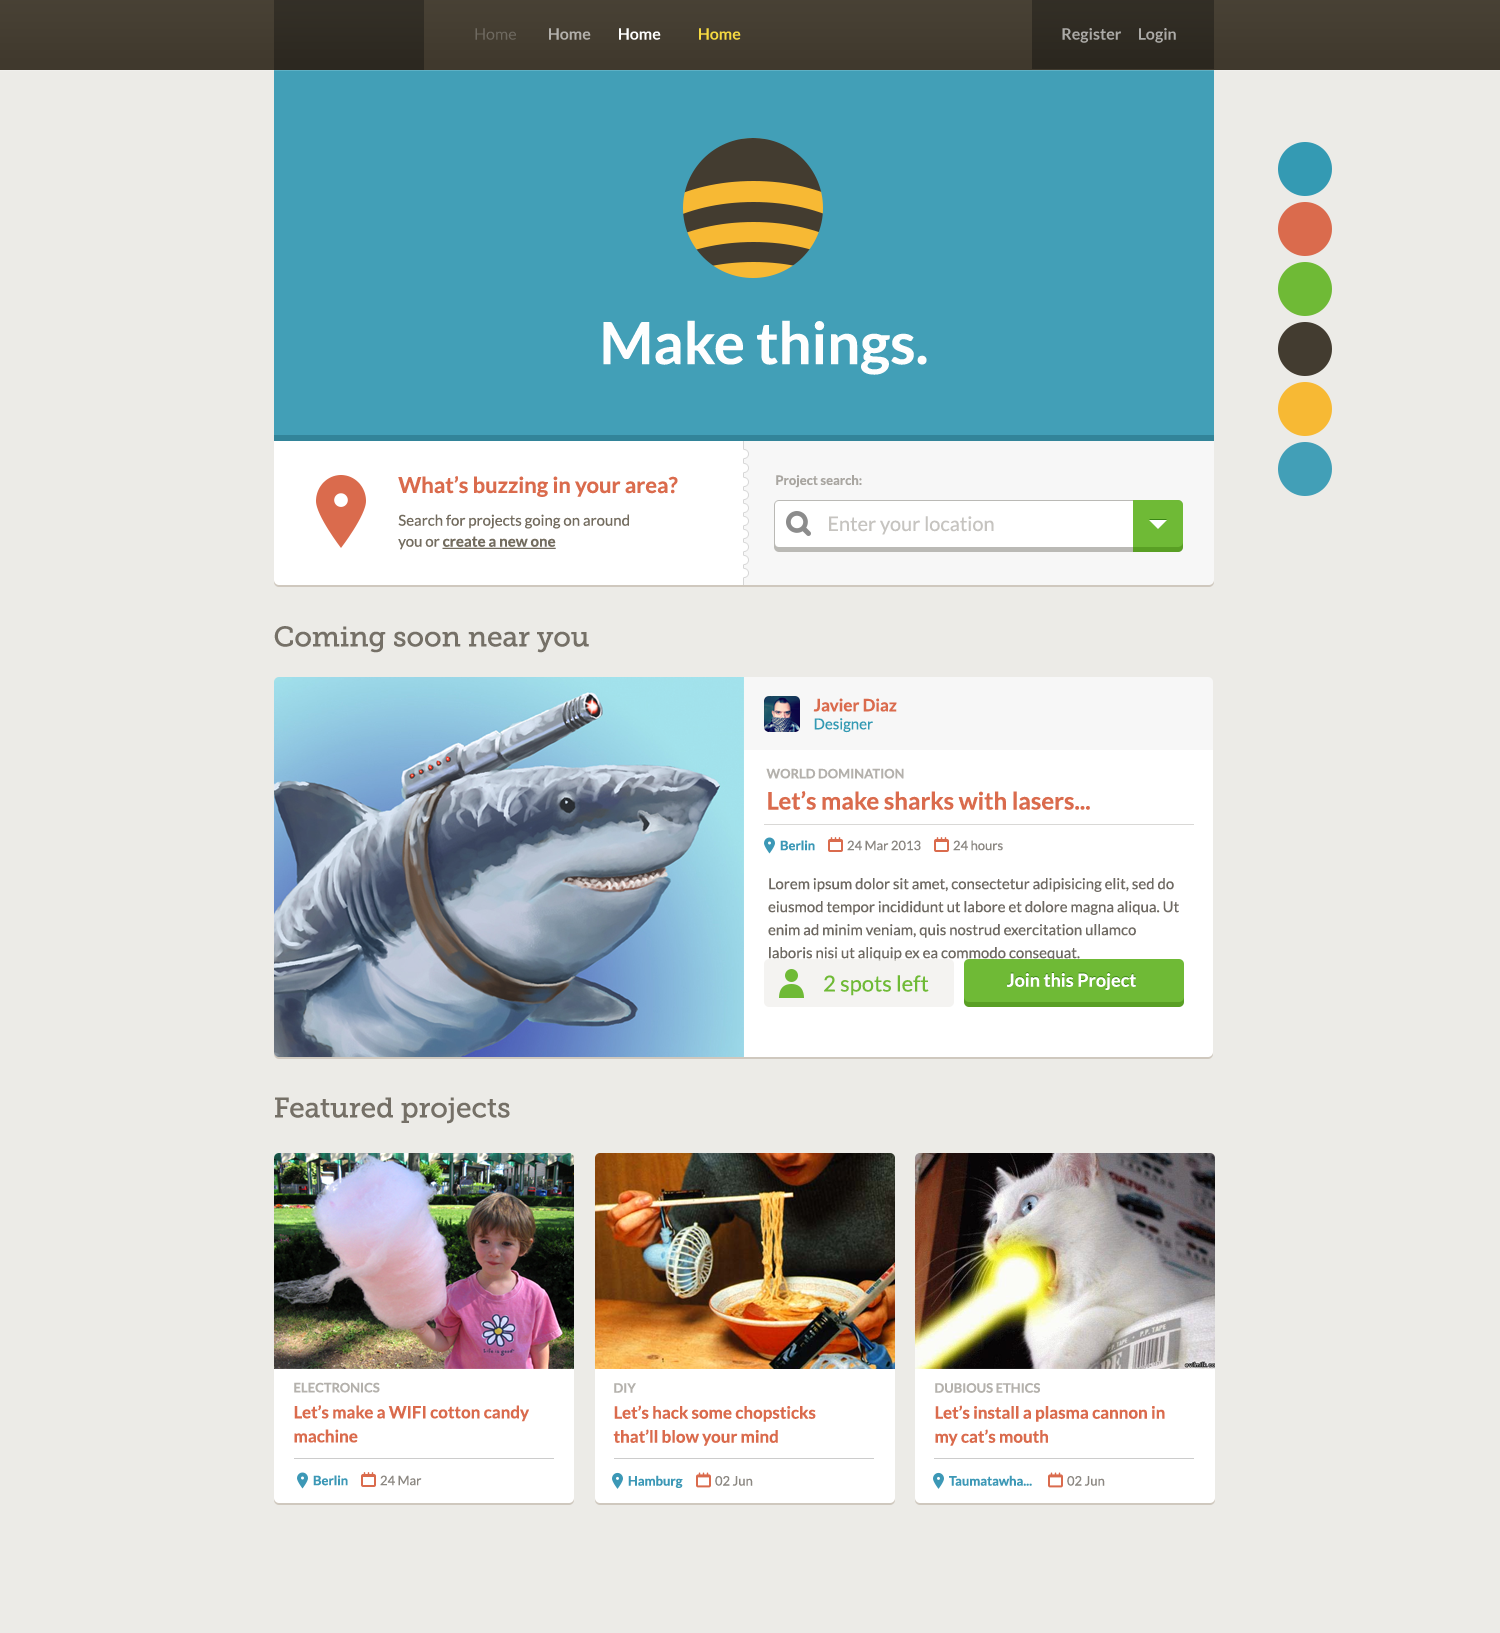 Home Home Home Home Register Login
Make things.
What's buzzing in your area?
Search for projects going on around
you or create a new one
Project search:
Enter your location
Coming soon near you
Javier Diaz
Designer
WORLD DOMINATION
Let's make sharks with lasers...
Berlin 24 Mar 2013 24 hours
Lorem ipsum dolor sit amet, consectetur adipisicing elit, sed do
eiusmod tempor incididunt ut labore et dolore magna aliqua. Ut
enim ad minim veniam, quis nostrud exercitation ullamco
laboris nisi ut aliquip ex ea commodo consequat.
2 spots left
Join this Project
Featured projects
life is good
ELECTRONICS
Let's make a WIFI cotton candy
machine
Berlin 24 Mar
DIY
Let's hack some chopsticks
that'll blow your mind
Hamburg 02 Jun
P.P. TAPE
DUBIOUS ETHICS
Let's install a plasma cannon in
my cat's mouth
Taumatawha... 02 Jun